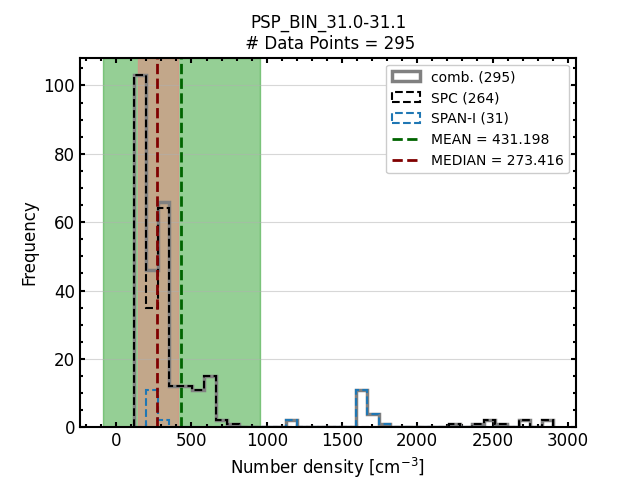 PSP_BIN_31.0-31.1
# Data Points = 295
comb. (295)
SPC (264)
SPAN-I (31)
MEAN = 431.198
MEDIAN = 273.416
Frequency
100
80
60
40
20
0
0 500 1000 1500 2000 2500 3000
Number density [cm⁻³]